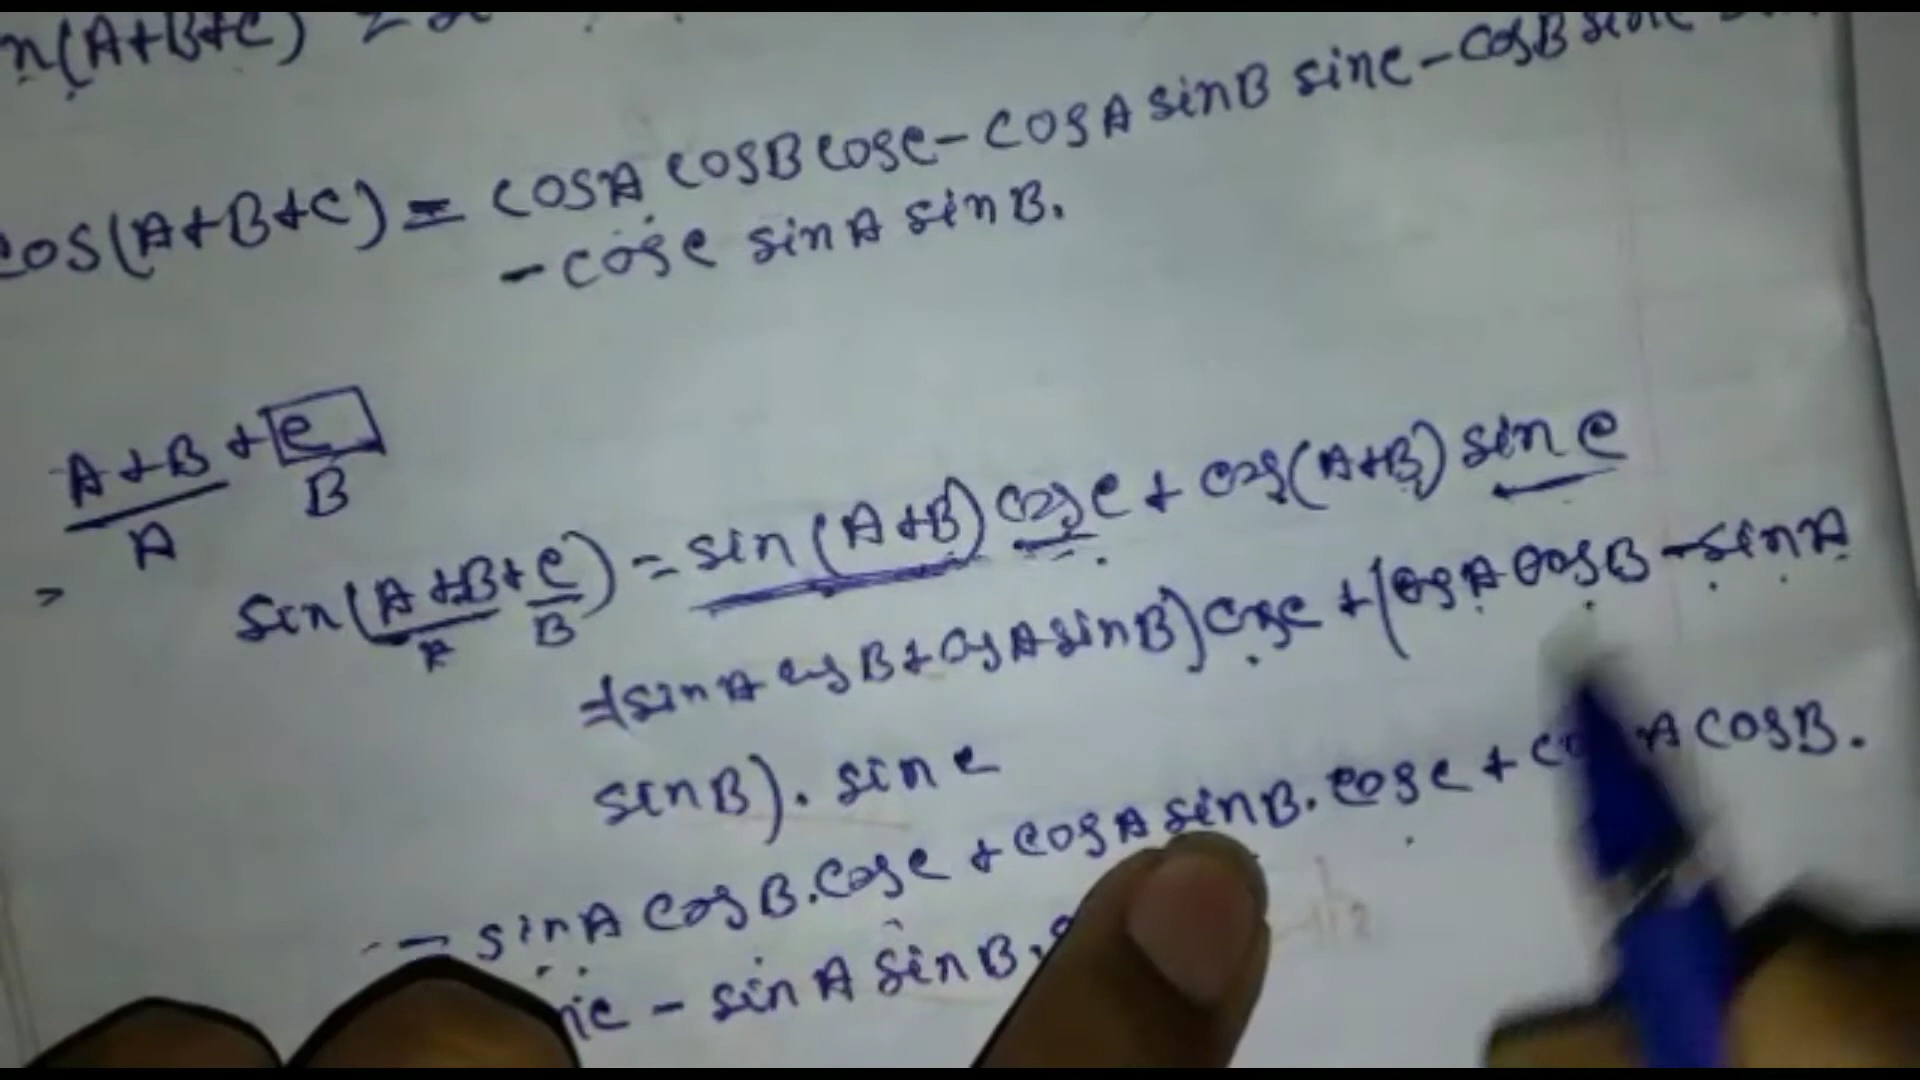 n(A+B+C) =
cos(A+B+C) = cosA cosB cosC - cosA sinB sinC - cosB sinC
- cosC sinA sinB.
A+B + C
A B
sin(A+B+C) = sin(A+B) cosC + cos(A+B) sinC
A B
=(sinA cosB + cosA sinB) cosC + (cosA cosB - sinA
sinB). sinC
= sinA cosB. cosC + cosA sinB. cosC + A cosB.
nC - sinA sinB.